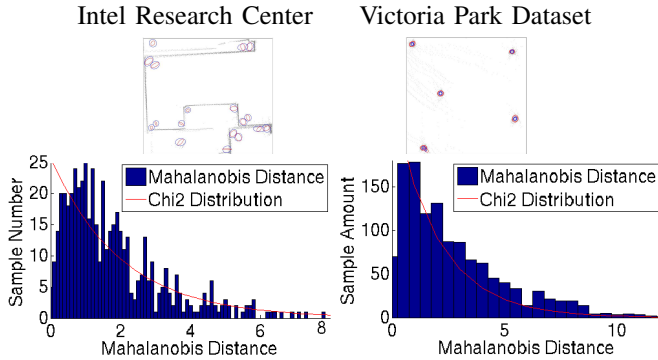 Intel Research Center
Victoria Park Dataset
Sample Number
25
20
15
10
5
0
Mahalanobis Distance
Chi2 Distribution
0 2 4 6 8
Mahalanobis Distance
Sample Amount
150
100
50
0
Mahalanobis Distance
Chi2 Distribution
0 5 10
Mahalanobis Distance